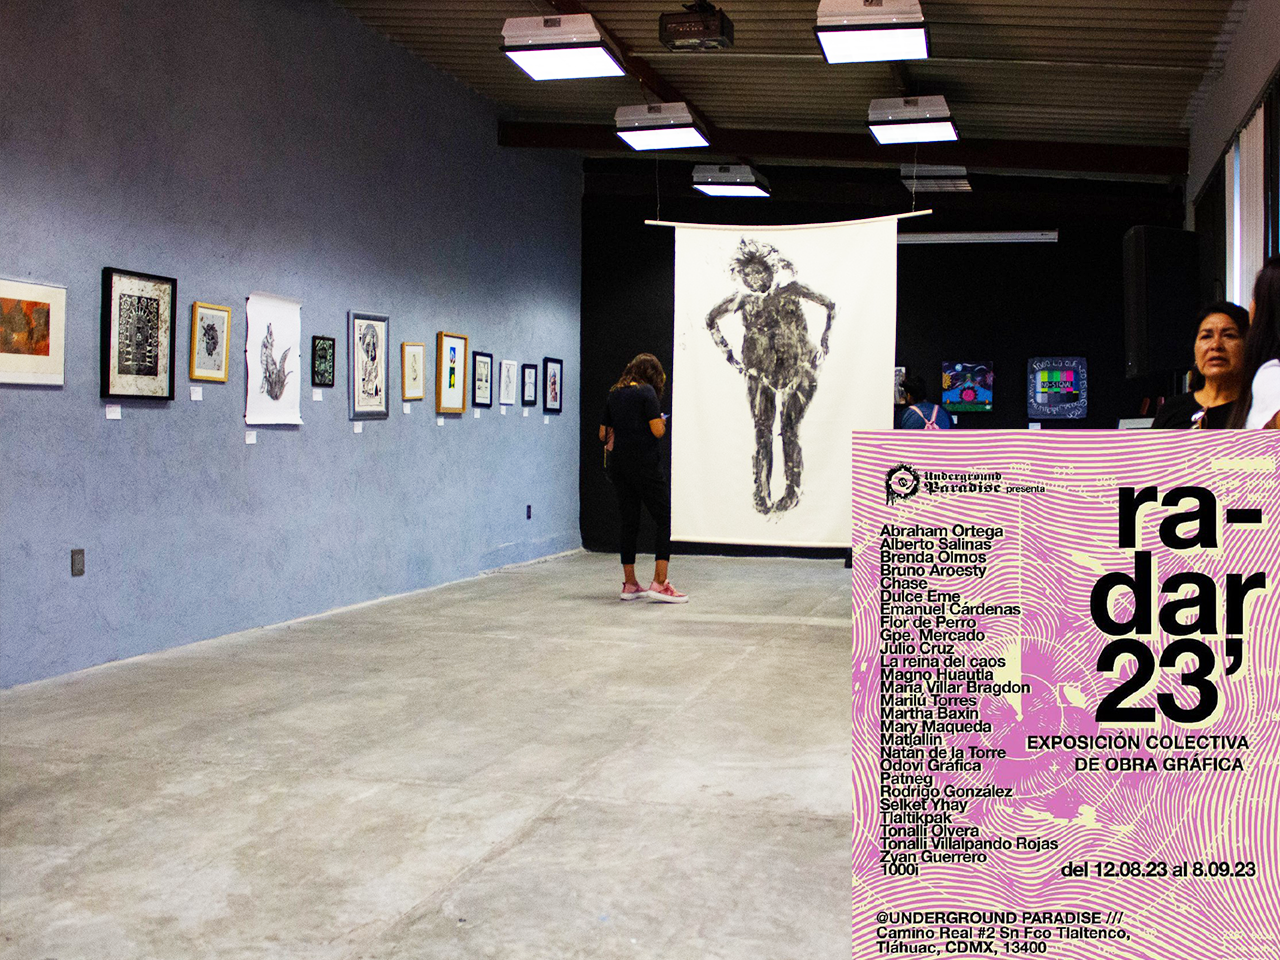 Underground
Paradise presenta
ra-
dar
23'
EXPOSICIÓN COLECTIVA
DE OBRA GRÁFICA
Abraham Ortega
Alberto Salinas
Brenda Olmos
Bruno Aroesty
Chase
Dulce Eme
Emanuel Cárdenas
Flor de Perro
Gpe. Mercado
Julio Cruz
La reina del caos
Magno Huautla
María Villar Bragdon
Marilú Torres
Martha Baxin
Mary Maqueda
Matlallin
Natán de la Torre
Odovi Gráfica
Patneg
Rodrigo González
Selket Yhay
Tlaltikpak
Tonalli Olvera
Tonalli Villalpando Rojas
Zyan Guerrero
1000i
del 12.08.23 al 8.09.23
@UNDERGROUND PARADISE ///
Camino Real #2 Sn Fco Tlaltenco,
Tláhuac, CDMX, 13400
NO-SIGNAL